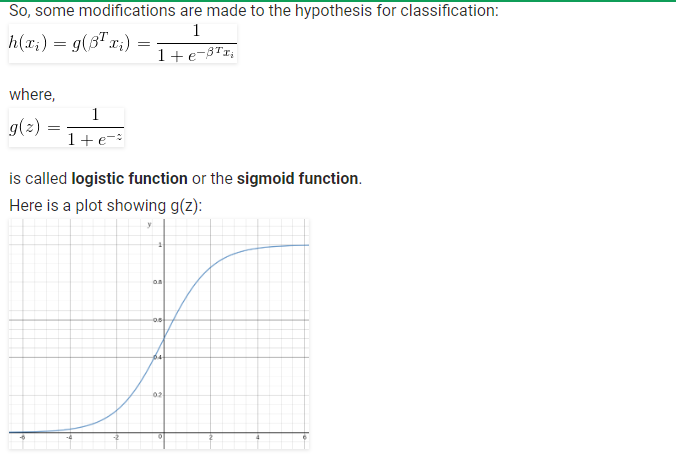 So, some modifications are made to the hypothesis for classification:
h(xᵢ) = g(βᵀxᵢ) = 1 / (1 + e^(−βᵀxᵢ))
where,
g(z) = 1 / (1 + e^(−z))
is called logistic function or the sigmoid function.
Here is a plot showing g(z):
y
1
0.8
0.6
0.4
0.2
-6 -4 -2 0 2 4 6